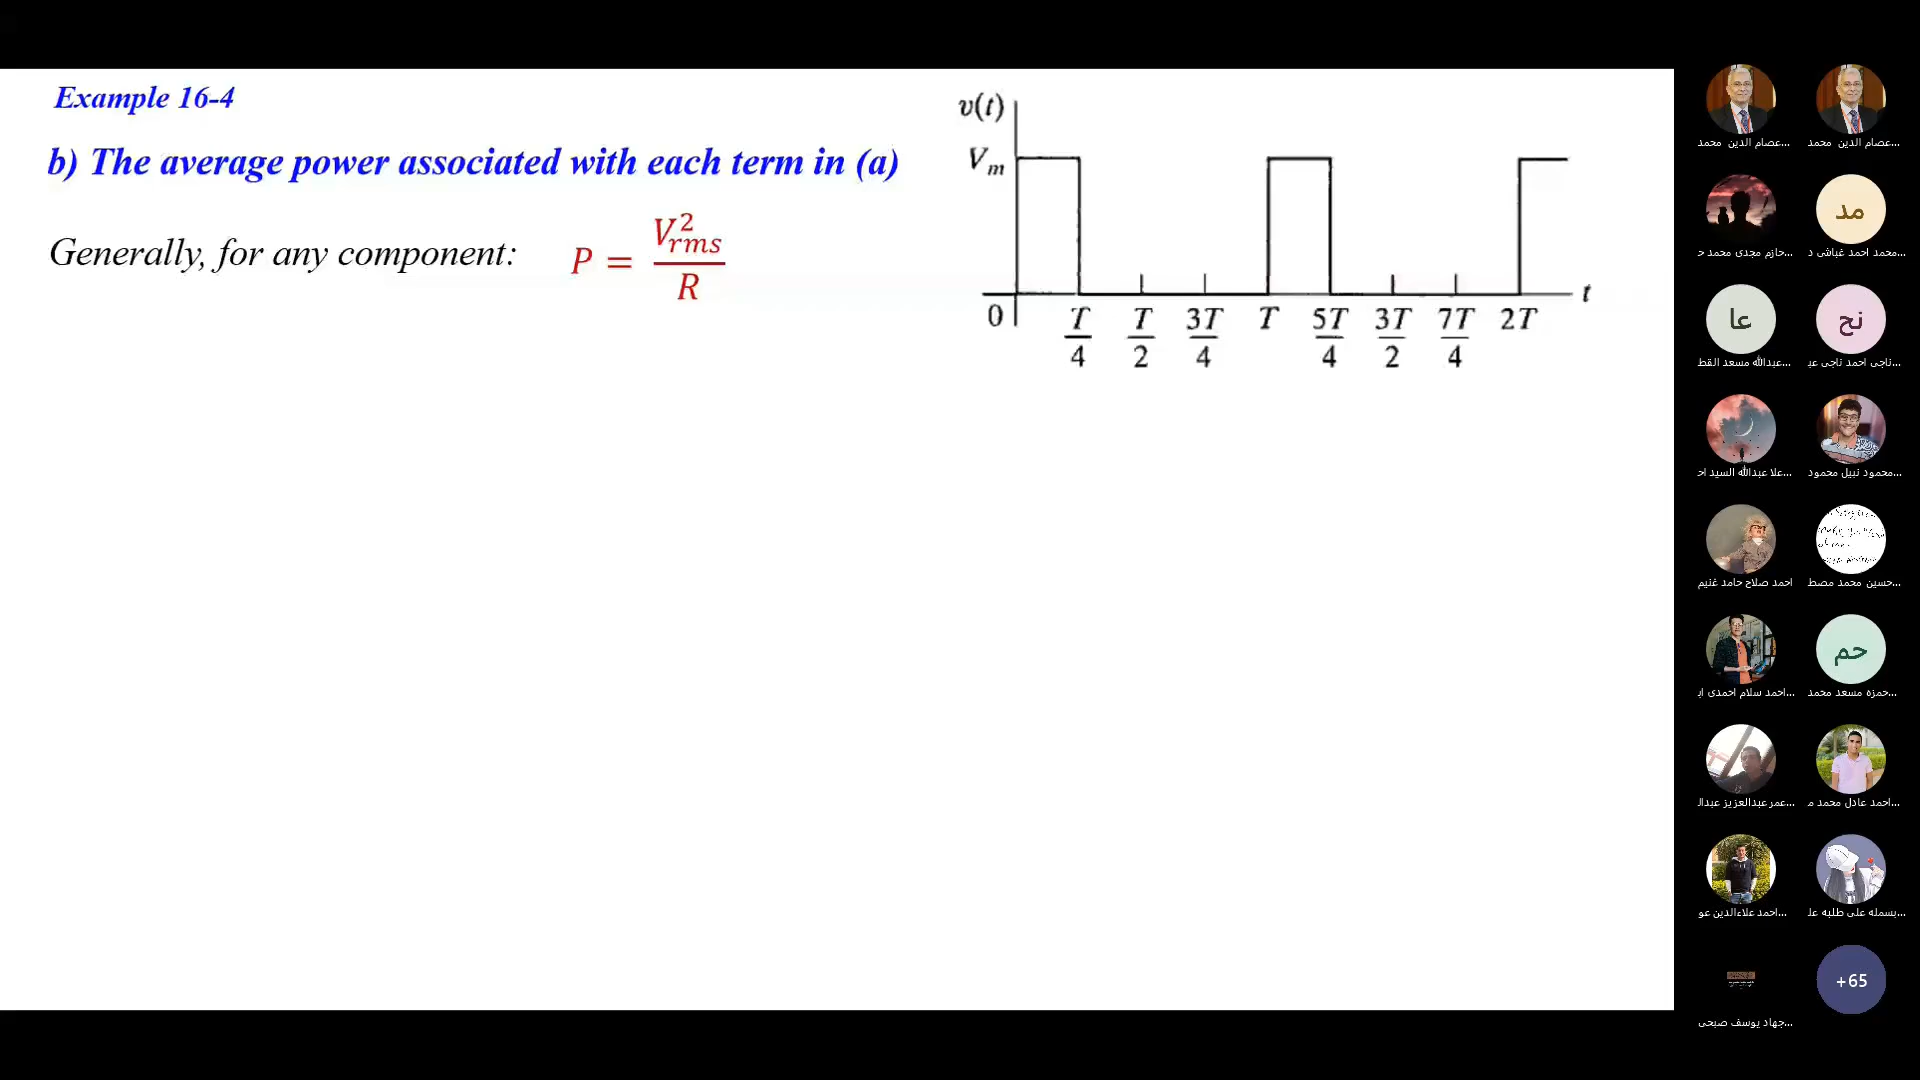 Example 16-4
b) The average power associated with each term in (a)
Generally, for any component: P = V²rms / R
v(t)
Vm
0 T/4 T/2 3T/4 T 5T/4 3T/2 7T/4 2T t
عصام الدين محمد...
عصام الدين محمد...
حازم مجدى محمد ح...
مد
محمد احمد غباشى د...
عا
عبدالله مسعد القط...
نح
ناجى احمد ناجى عبد...
علا عبدالله السيد اح...
محمود نبيل محمود...
احمد صلاح حامد غنيم
حسين محمد مصط...
احمد سلام احمدى اب...
حم
حمزه مسعد محمد...
عمر عبدالعزيز عبدال...
احمد عادل محمد م...
احمد علاءالدين عو...
بسمله على طلبه عل...
جهاد يوسف صبحى...
+65